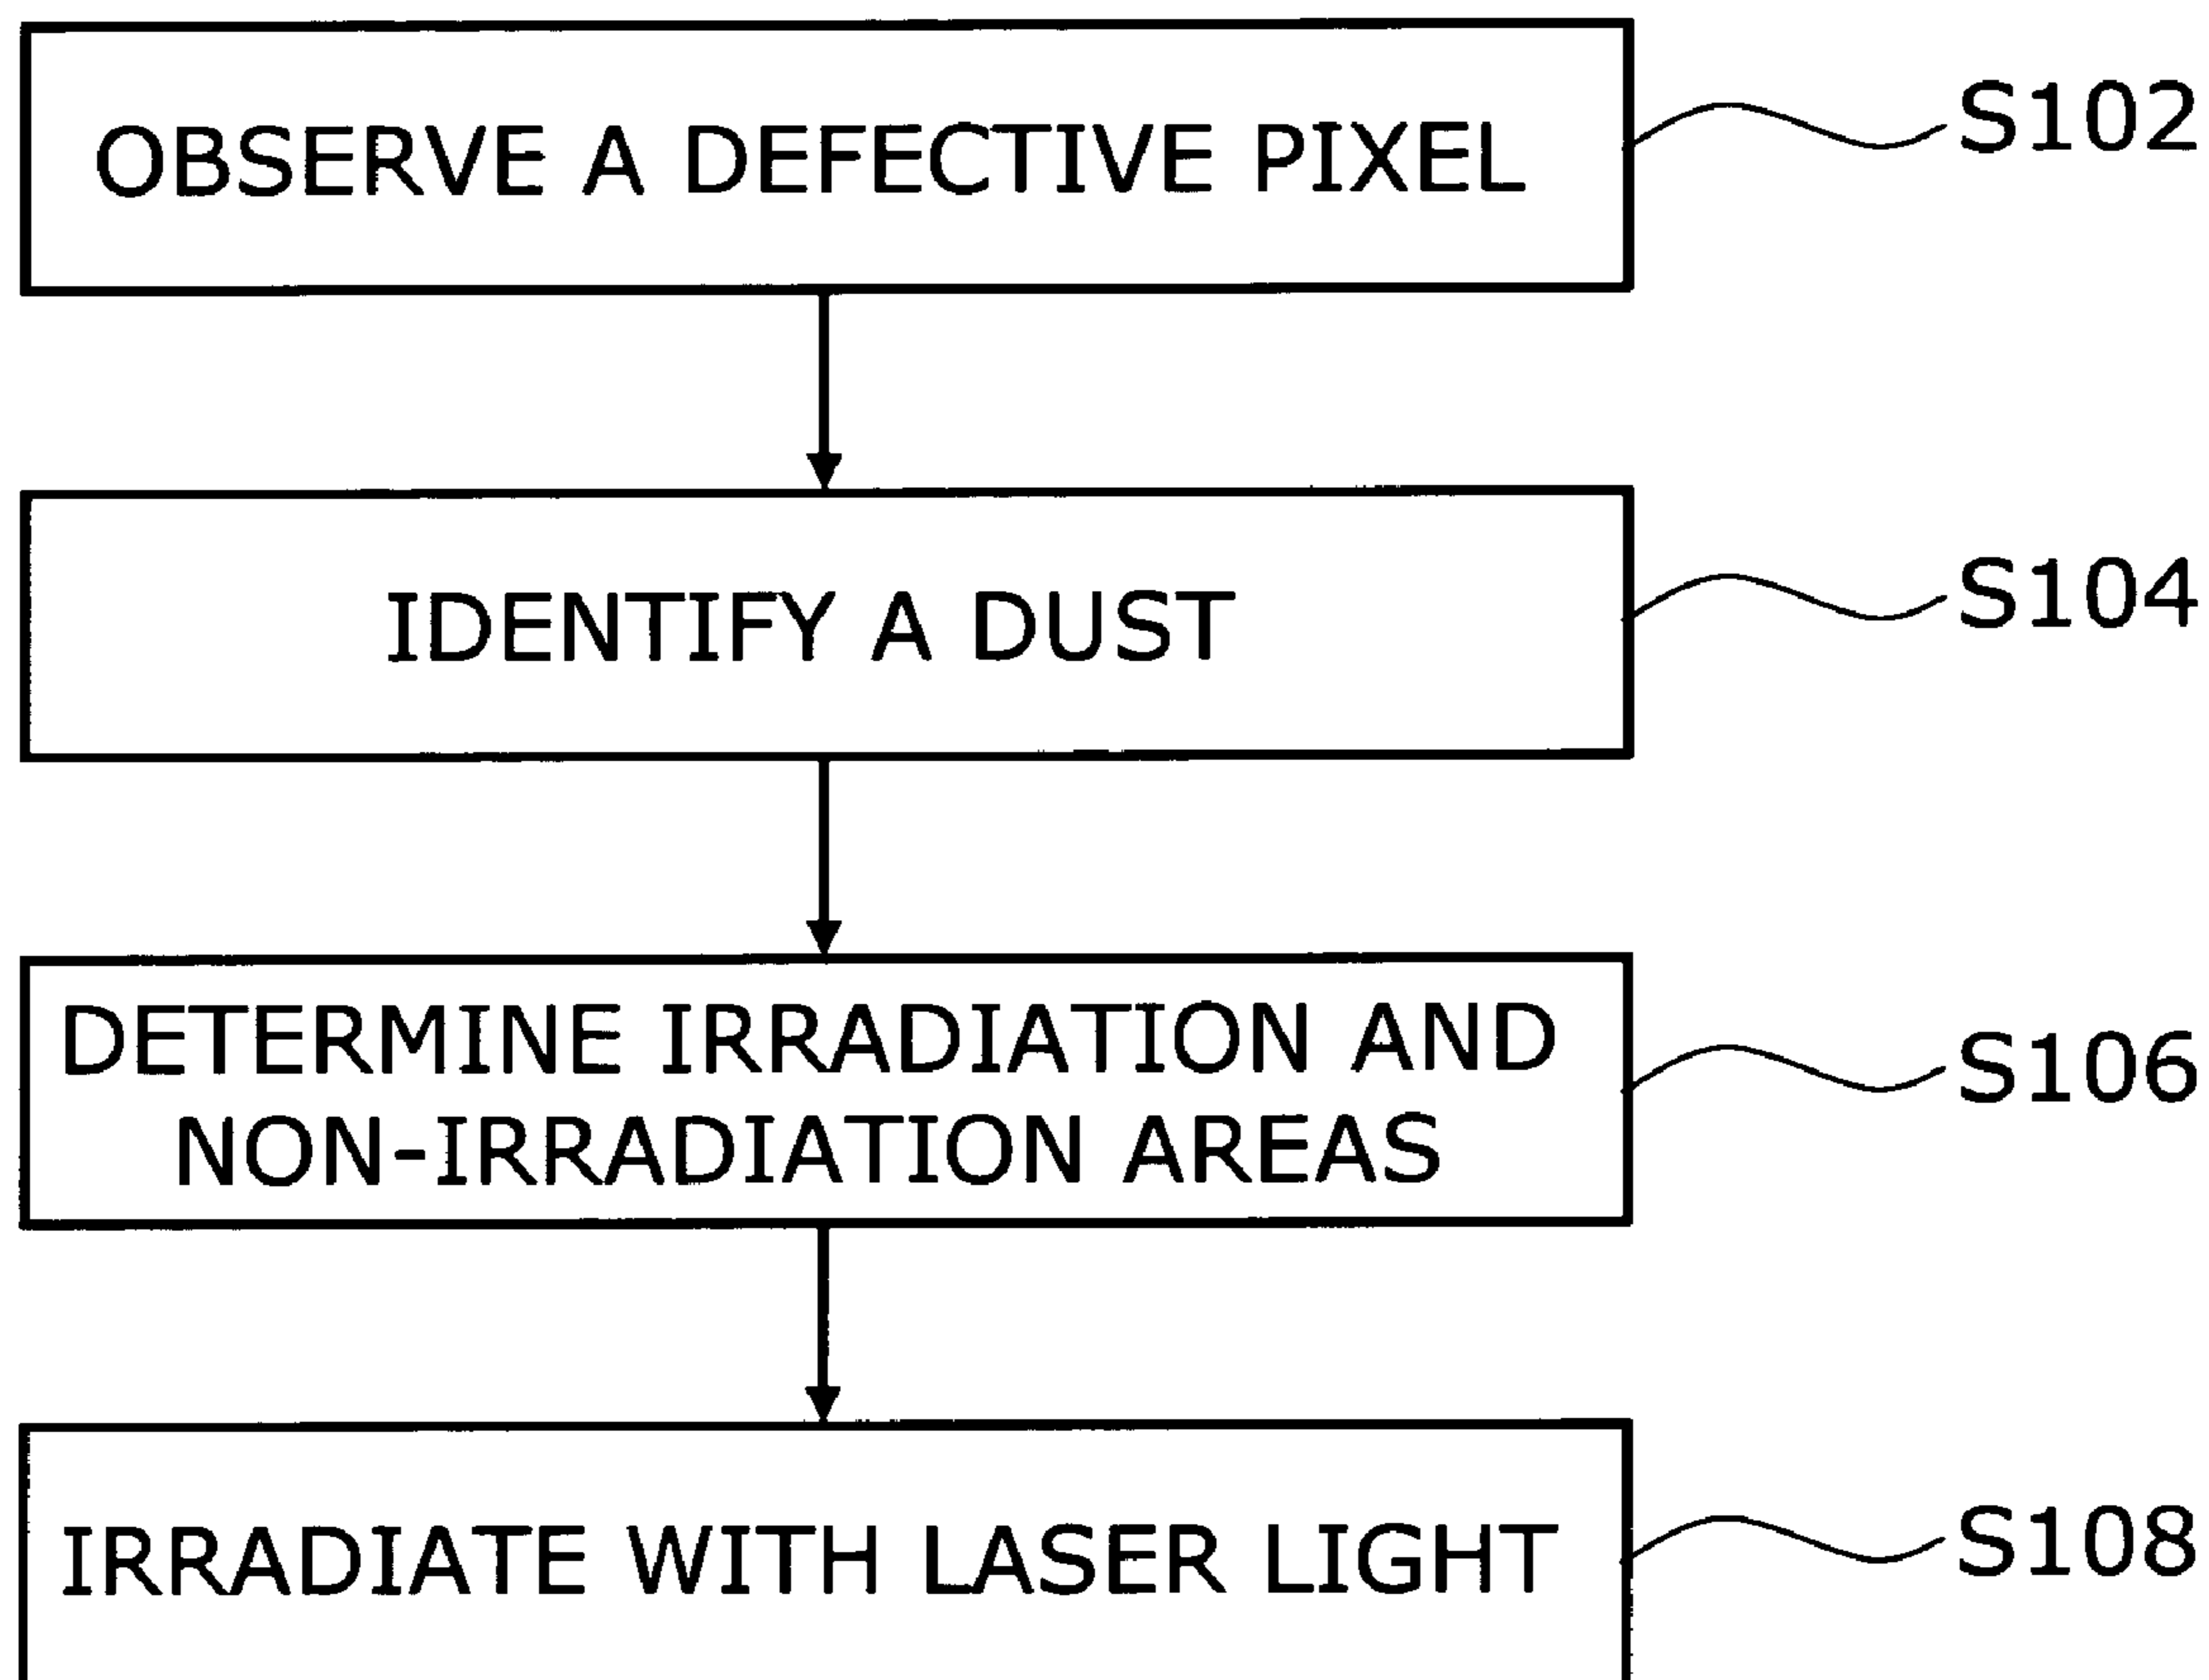 OBSERVE A DEFECTIVE PIXEL
S102
IDENTIFY A DUST
S104
DETERMINE IRRADIATION AND
NON-IRRADIATION AREAS
S106
IRRADIATE WITH LASER LIGHT
S108